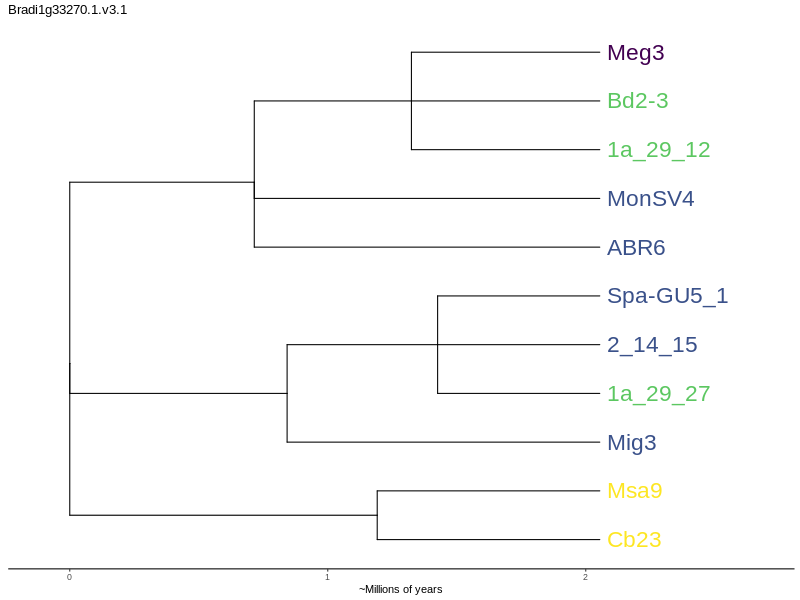 Bradi1g33270.1.v3.1
Meg3
Bd2-3
1a_29_12
MonSV4
ABR6
Spa-GU5_1
2_14_15
1a_29_27
Mig3
Msa9
Cb23
0 1 2
~Millions of years